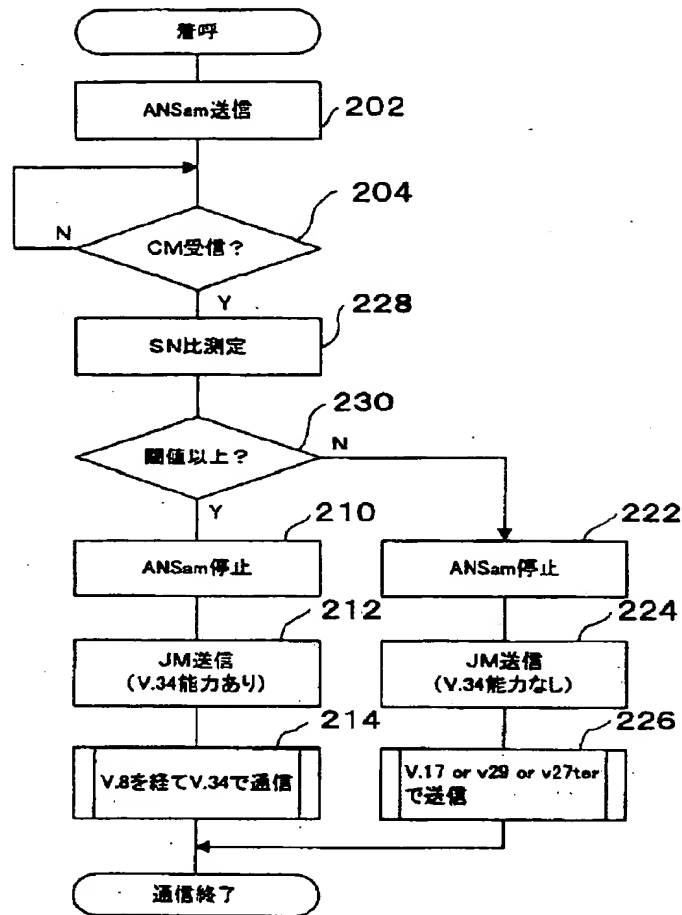 着呼
ANSam送信
202
204
CM受信?
N
Y
228
SN比測定
230
閾値以上?
N
Y
210
ANSam停止
222
ANSam停止
212
JM送信
(V.34能力あり)
224
JM送信
(V.34能力なし)
214
V.8を経てV.34で通信
226
V.17 or v29 or v27ter
で送信
通信終了